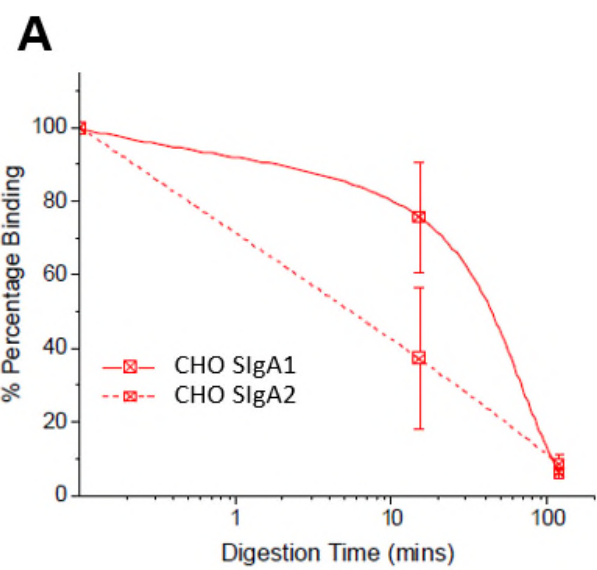 A
% Percentage Binding
100
80
60
40
20
0
CHO SIgA1
CHO SIgA2
1
10
100
Digestion Time (mins)